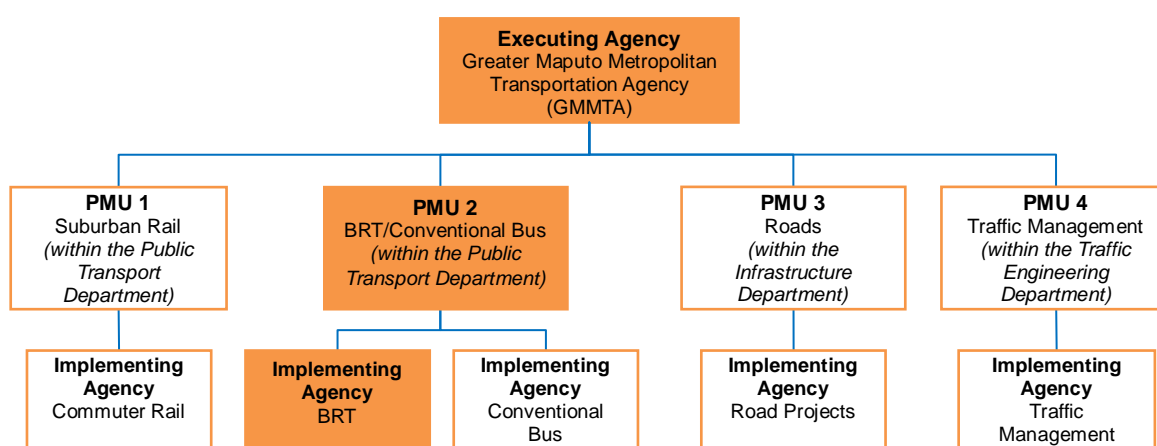 Executing Agency
Greater Maputo Metropolitan
Transportation Agency
(GMMTA)
PMU 1
Suburban Rail
(within the Public
Transport
Department)
PMU 2
BRT/Conventional Bus
(within the Public
Transport Department)
PMU 3
Roads
(within the
Infrastructure
Department)
PMU 4
Traffic Management
(within the Traffic
Engineering
Department)
Implementing
Agency
Commuter Rail
Implementing
Agency
BRT
Implementing
Agency
Conventional
Bus
Implementing
Agency
Road Projects
Implementing
Agency
Traffic
Management